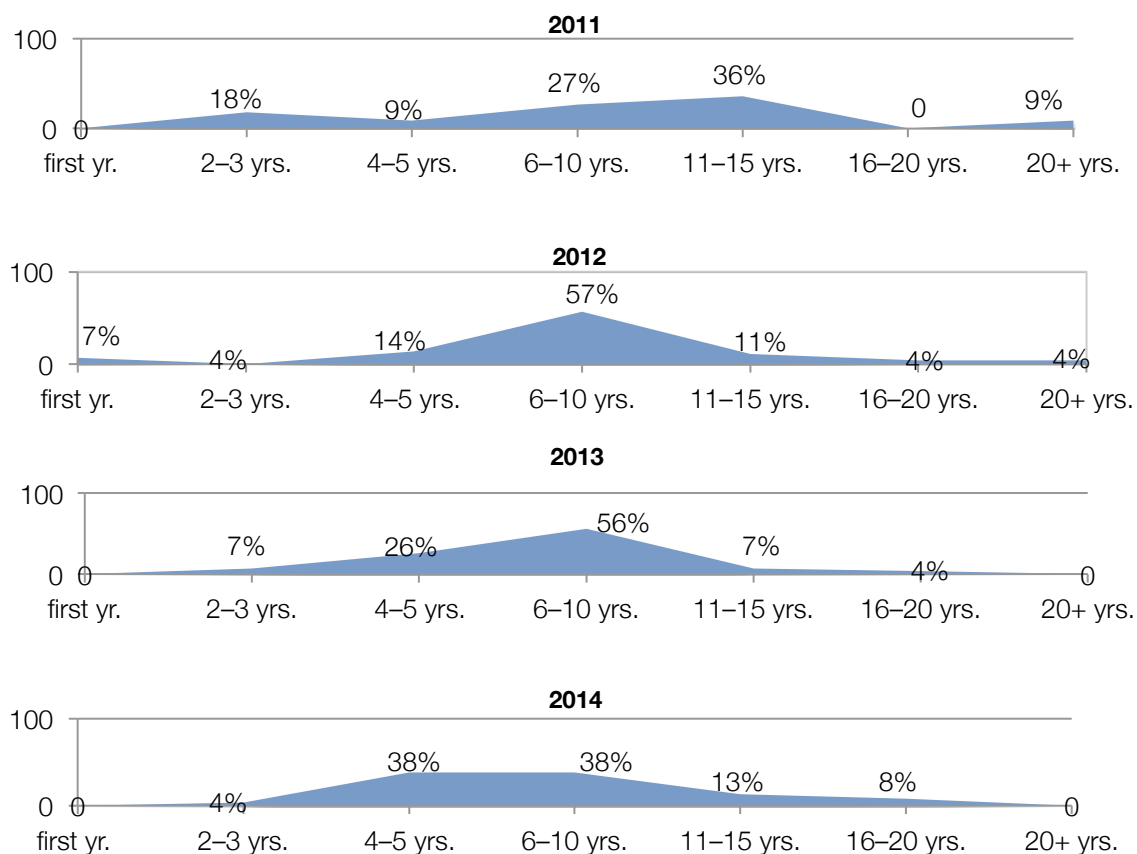 2011
100
36%
27%
18%
9%
0
9%
0
0
first yr.
2–3 yrs.
4–5 yrs.
6–10 yrs.
11–15 yrs.
16–20 yrs.
20+ yrs.
2012
100
57%
7%
14%
11%
0
4%
4%
4%
first yr.
2–3 yrs.
4–5 yrs.
6–10 yrs.
11–15 yrs.
16–20 yrs.
20+ yrs.
2013
100
56%
7%
26%
7%
0
0
4%
0
first yr.
2–3 yrs.
4–5 yrs.
6–10 yrs.
11–15 yrs.
16–20 yrs.
20+ yrs.
2014
100
38%
38%
13%
8%
0
0
4%
0
first yr.
2–3 yrs.
4–5 yrs.
6–10 yrs.
11–15 yrs.
16–20 yrs.
20+ yrs.